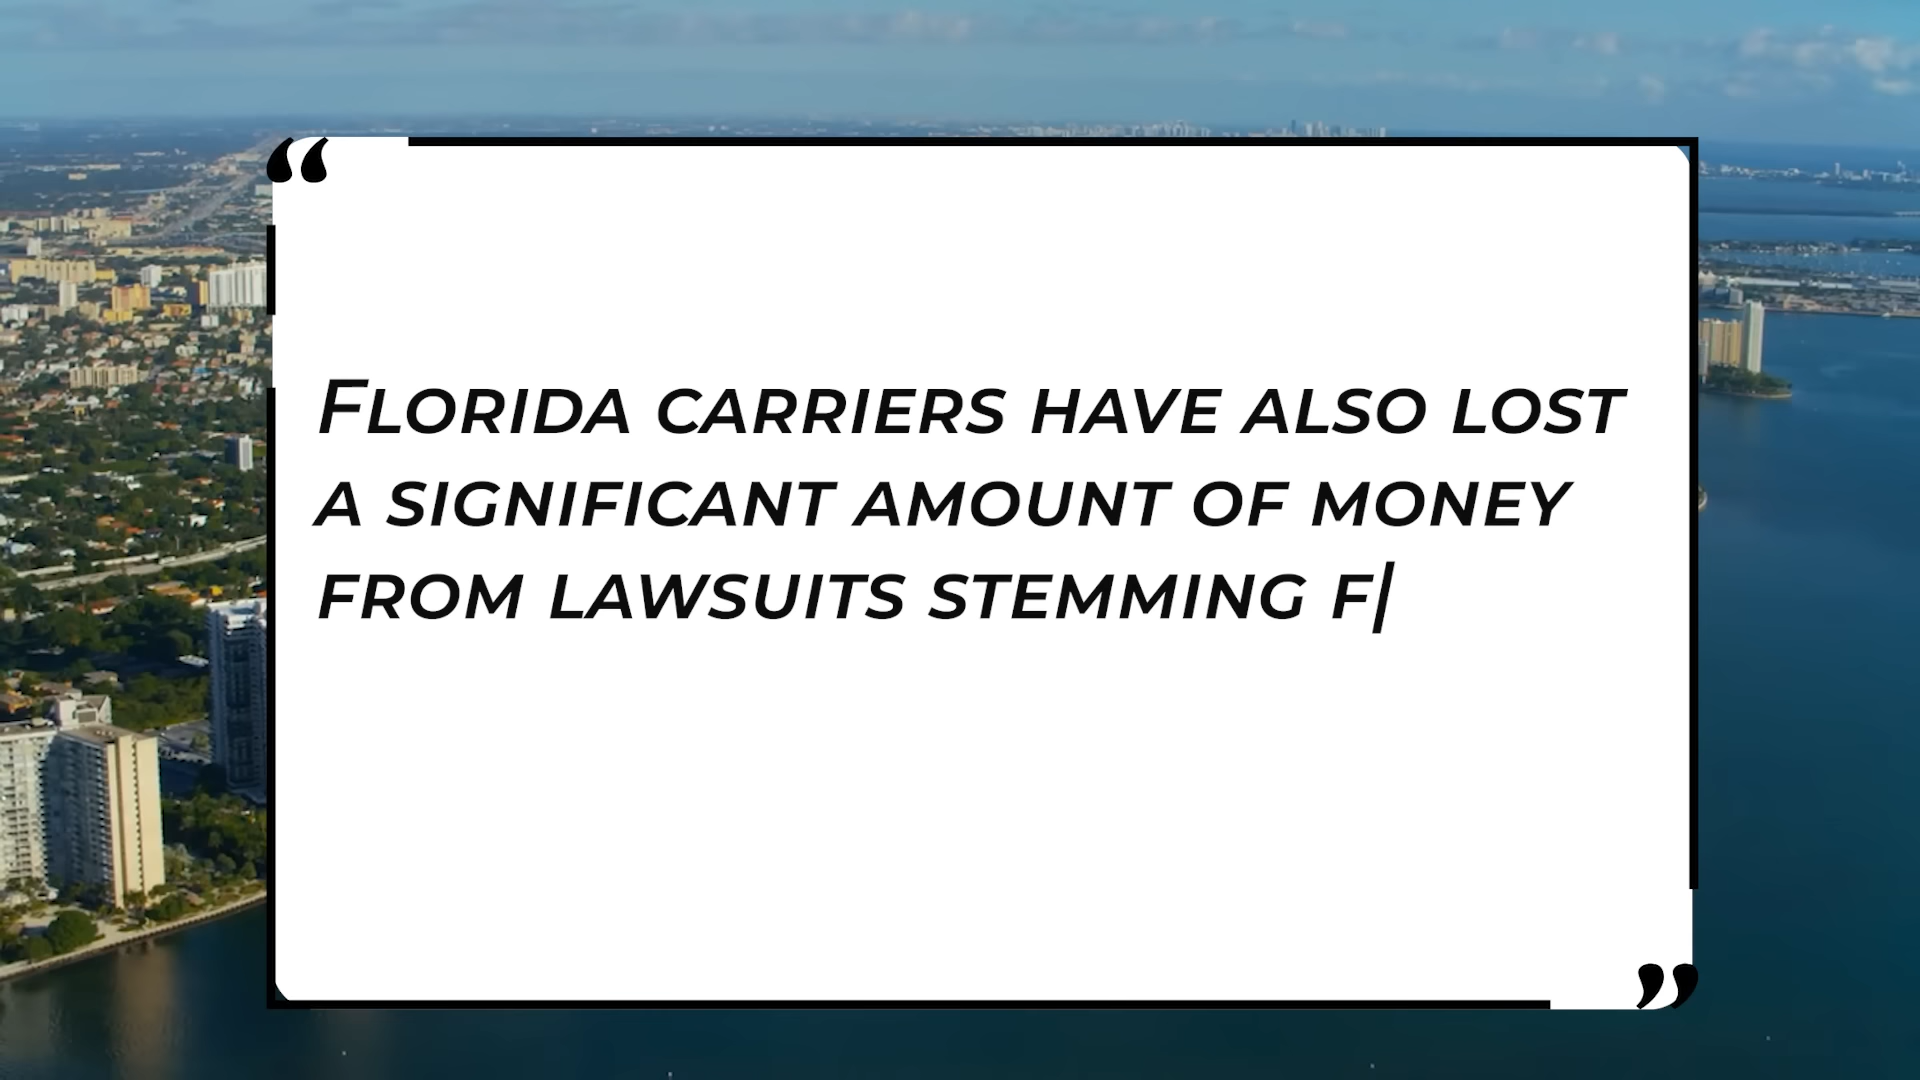 “
Florida carriers have also lost
a significant amount of money
from lawsuits stemming f|
”